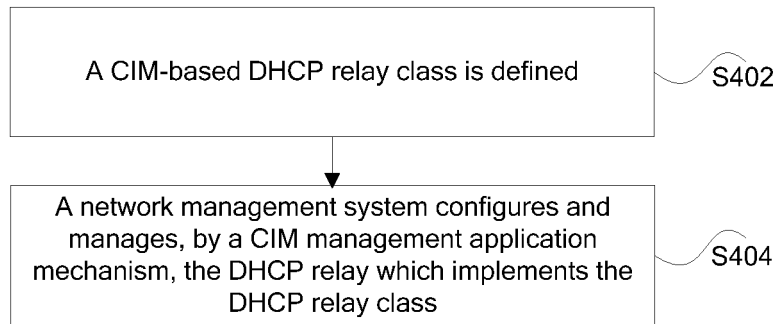 A CIM-based DHCP relay class is defined
S402
A network management system configures and
manages, by a CIM management application
mechanism, the DHCP relay which implements the
DHCP relay class
S404